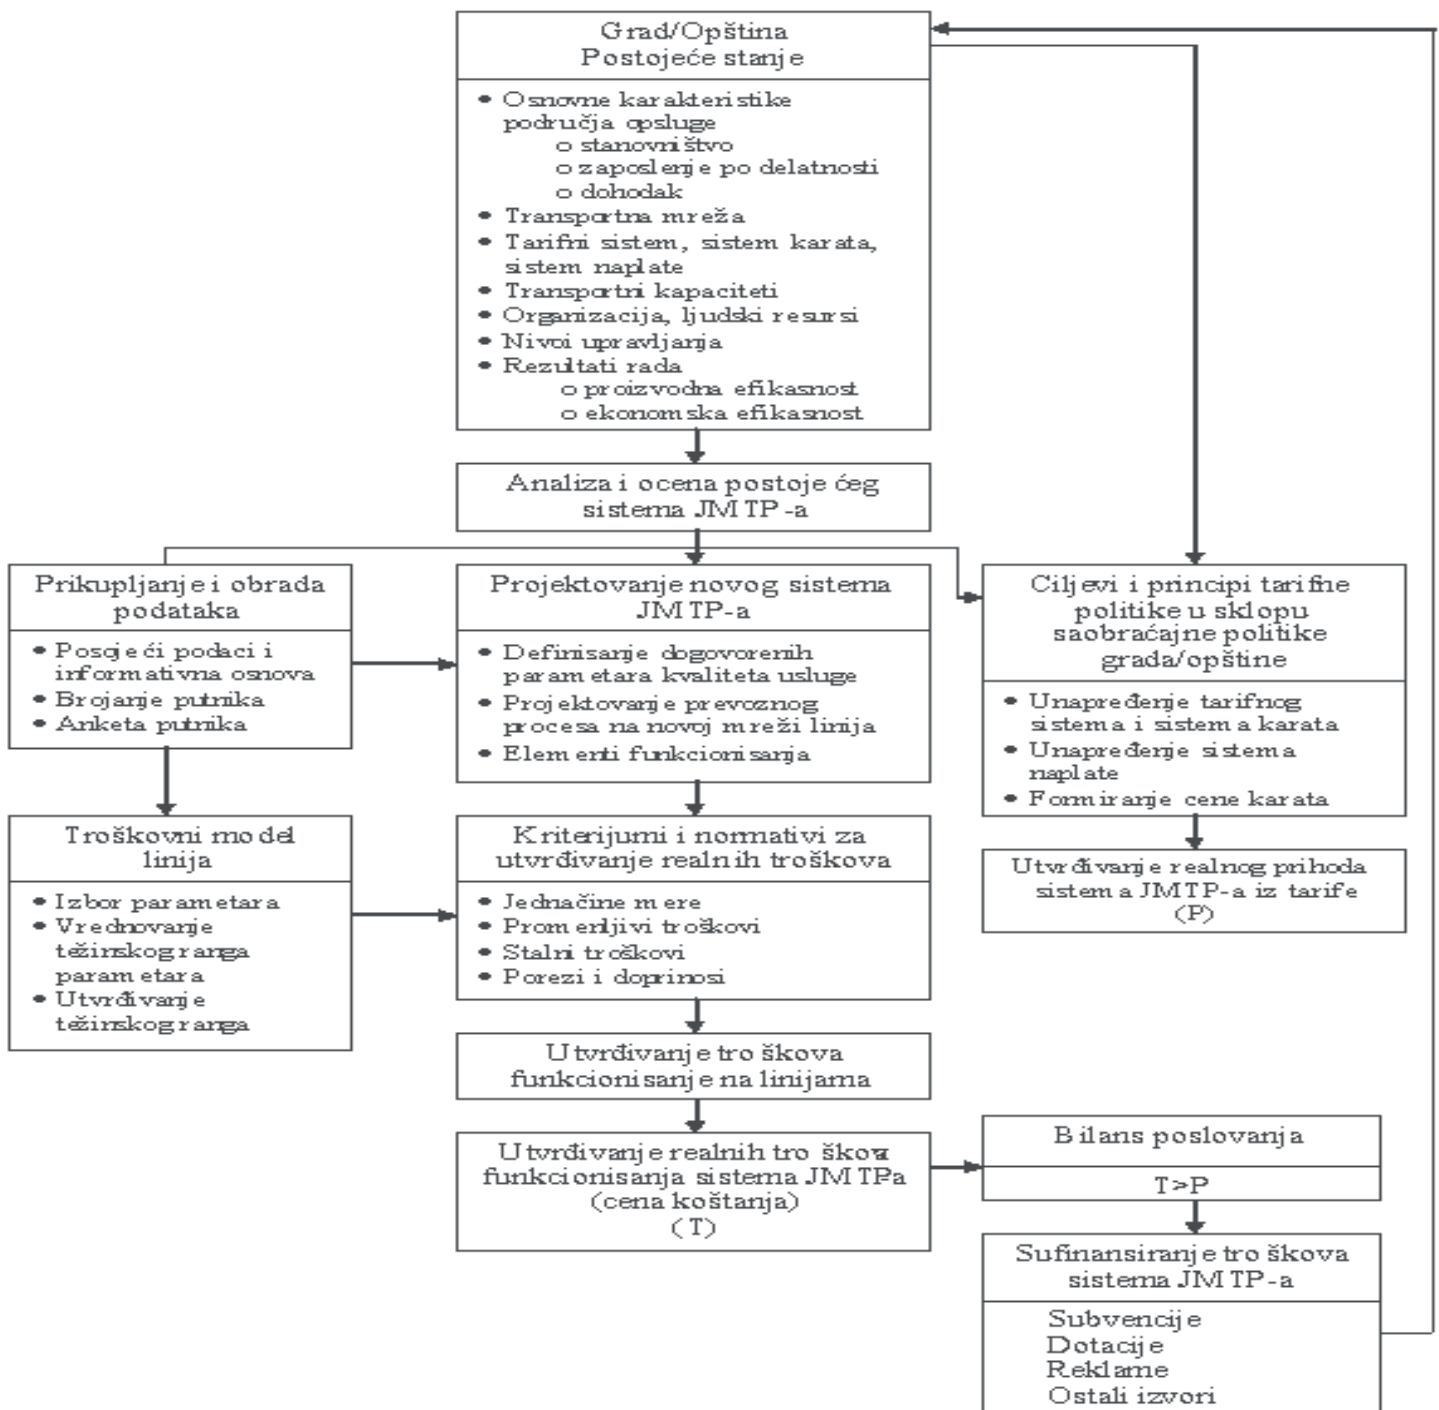 Grad/Opština
Postojeće stanje
• Osnovne karakteristike
područja opsluge
o stanovništvo
o zaposlenje po delatnosti
o dohodak
• Transportna mreža
• Tarifni sistem, sistem karata,
sistem naplate
• Transportni kapaciteti
• Organizacija, ljudski resursi
• Nivoi upravljanja
• Rezultati rada
o proizvodna efikasnost
o ekonomska efikasnost
Analiza i ocena postojećeg
sistema JMTP-a
Prikupljanje i obrada
podataka
• Posojeći podaci i
informativna osnova
• Brojanje putnika
• Anketa putnika
Projektovanje novog sistema
JMTP-a
• Definisanje dogovorenih
parametara kvaliteta usluge
• Projektovanje prevoznog
procesa na novoj mreži linija
• Elementi funkcionisanja
Ciljevi i principi tarifne
politike u sklopu
saobraćajne politike
grada/opštine
• Unapređenje tarifnog
sistema i sistema karata
• Unapređenje sistema
naplate
• Formiranje cene karata
Troškovni model
linija
• Izbor parametara
• Vrednovanje
težinskog ranga
parametara
• Utvrđivanje
težinskog ranga
Kriterijumi i normativi za
utvrđivanje realnih troškova
• Jednačine mere
• Promenljivi troškovi
• Stalni troškovi
• Porezi i doprinosi
Utvrđivanje realnog prihoda
sistema JMTP-a iz tarife
(P)
Utvrđivanje troškova
funkcionisanje na linijama
Utvrđivanje realnih troškova
funkcionisanja sistema JMTPa
(cena koštanja)
(T)
Bilans poslovanja
T>P
Sufinansiranje troškova
sistema JMTP-a
Subvencije
Dotacije
Reklame
Ostali izvori